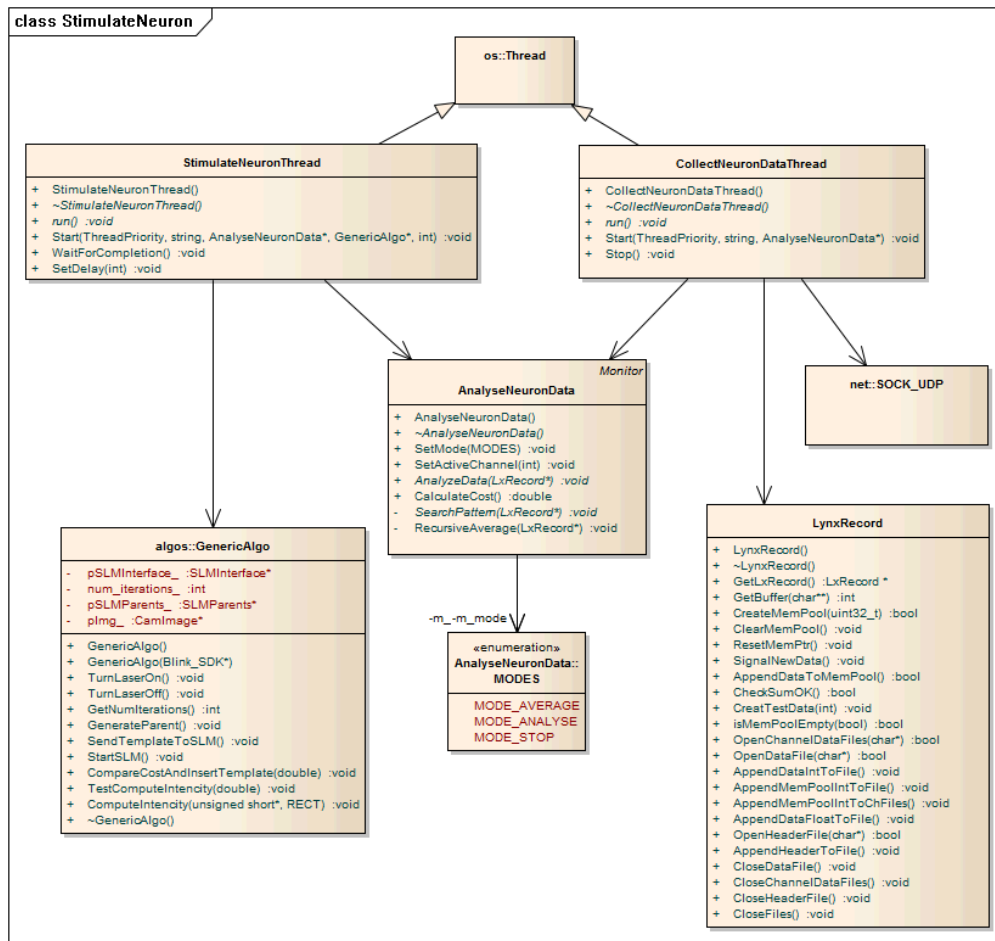 class StimulateNeuron
os::Thread
StimulateNeuronThread
+ StimulateNeuronThread()
+ ~StimulateNeuronThread()
+ run() :void
+ Start(ThreadPriority, string, AnalyseNeuronData*, GenericAlgo*, int) :void
+ WaitForCompletion() :void
+ SetDelay(int) :void
CollectNeuronDataThread
+ CollectNeuronDataThread()
+ ~CollectNeuronDataThread()
+ run() :void
+ Start(ThreadPriority, string, AnalyseNeuronData*) :void
+ Stop() :void
Monitor
AnalyseNeuronData
+ AnalyseNeuronData()
+ ~AnalyseNeuronData()
+ SetMode(MODES) :void
+ SetActiveChannel(int) :void
+ AnalyzeData(LxRecord*) :void
+ CalculateCost() :double
- SearchPattern(LxRecord*) :void
- RecursiveAverage(LxRecord*) :void
net::SOCK_UDP
algos::GenericAlgo
- pSLMInterface_ :SLMInterface*
- num_iterations_ :int
- pSLMParents_ :SLMParents*
- pImg_ :CamImage*
+ GenericAlgo()
+ GenericAlgo(Blink_SDK*)
+ TurnLaserOn() :void
+ TurnLaserOff() :void
+ GetNumIterations() :int
+ GenerateParent() :void
+ SendTemplateToSLM() :void
+ StartSLM() :void
+ CompareCostAndInsertTemplate(double) :void
+ TestComputeIntencity(double) :void
+ ComputeIntencity(unsigned short*, RECT) :void
+ ~GenericAlgo()
-m_-m_mode
«enumeration»
AnalyseNeuronData::
MODES
MODE_AVERAGE
MODE_ANALYSE
MODE_STOP
LynxRecord
+ LynxRecord()
+ ~LynxRecord()
+ GetLxRecord() :LxRecord *
+ GetBuffer(char**) :int
+ CreateMemPool(uint32_t) :bool
+ ClearMemPool() :void
+ ResetMemPtr() :void
+ SignalNewData() :void
+ AppendDataToMemPool() :bool
+ CheckSumOK() :bool
+ CreatTestData(int) :void
+ isMemPoolEmpty(bool) :bool
+ OpenChannelDataFiles(char*) :bool
+ OpenDataFile(char*) :bool
+ AppendDataIntToFile() :void
+ AppendMemPoolIntToFile() :void
+ AppendMemPoolIntToChFiles() :void
+ AppendDataFloatToFile() :void
+ OpenHeaderFile(char*) :bool
+ AppendHeaderToFile() :void
+ CloseDataFile() :void
+ CloseChannelDataFiles() :void
+ CloseHeaderFile() :void
+ CloseFiles() :void